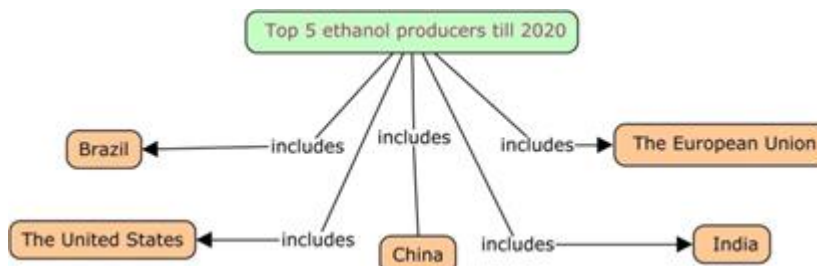 Top 5 ethanol producers till 2020
includes
Brazil
includes
includes
The European Union
The United States
includes
China
includes
India